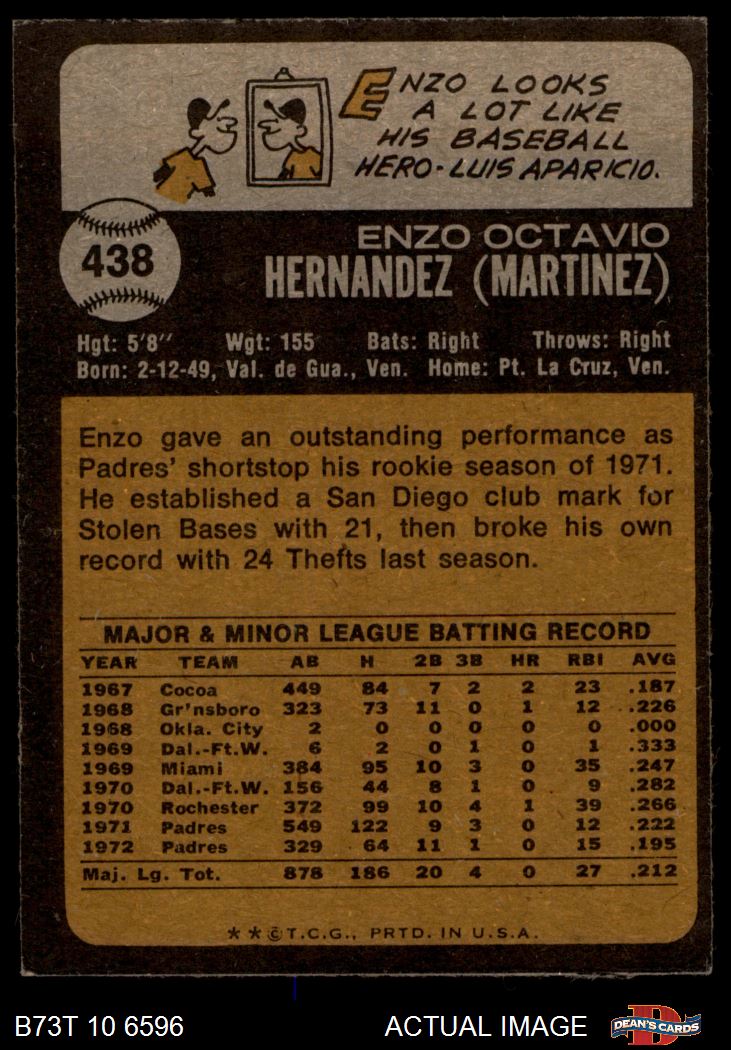 ENZO LOOKS
A LOT LIKE
HIS BASEBALL
HERO-LUIS APARICIO.
438
ENZO OCTAVIO
HERNANDEZ (MARTINEZ)
Hgt: 5'8" Wgt: 155 Bats: Right Throws: Right
Born: 2-12-49, Val. de Gua., Ven. Home: Pt. La Cruz, Ven.
Enzo gave an outstanding performance as
Padres' shortstop his rookie season of 1971.
He established a San Diego club mark for
Stolen Bases with 21, then broke his own
record with 24 Thefts last season.
MAJOR & MINOR LEAGUE BATTING RECORD
YEAR TEAM AB H 2B 3B HR RBI AVG
1967 Cocoa 449 84 7 2 2 23 .187
1968 Gr'nsboro 323 73 11 0 1 12 .226
1968 Okla. City 2 0 0 0 0 0 .000
1969 Dal.-Ft.W. 6 2 0 1 0 1 .333
1969 Miami 384 95 10 3 0 35 .247
1970 Dal.-Ft.W. 156 44 8 1 0 9 .282
1970 Rochester 372 99 10 4 1 39 .266
1971 Padres 549 122 9 3 0 12 .222
1972 Padres 329 64 11 1 0 15 .195
Maj. Lg. Tot. 878 186 20 4 0 27 .212
**©T.C.G., PRTD. IN U.S.A.
B73T 10 6596 ACTUAL IMAGE
DEAN'S CARDS